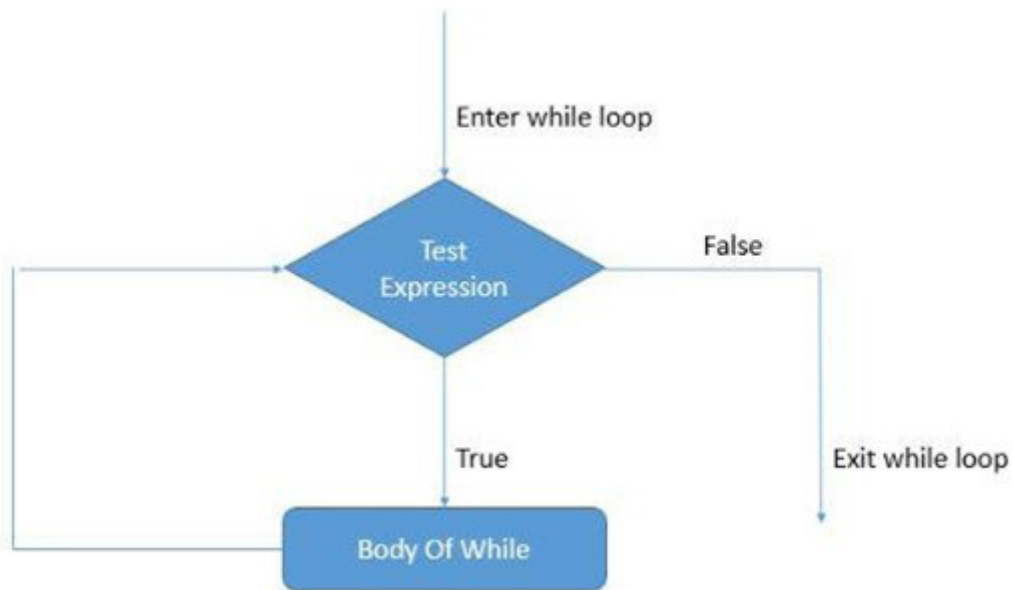 Enter while loop
Test
Expression
False
True
Exit while loop
Body Of While